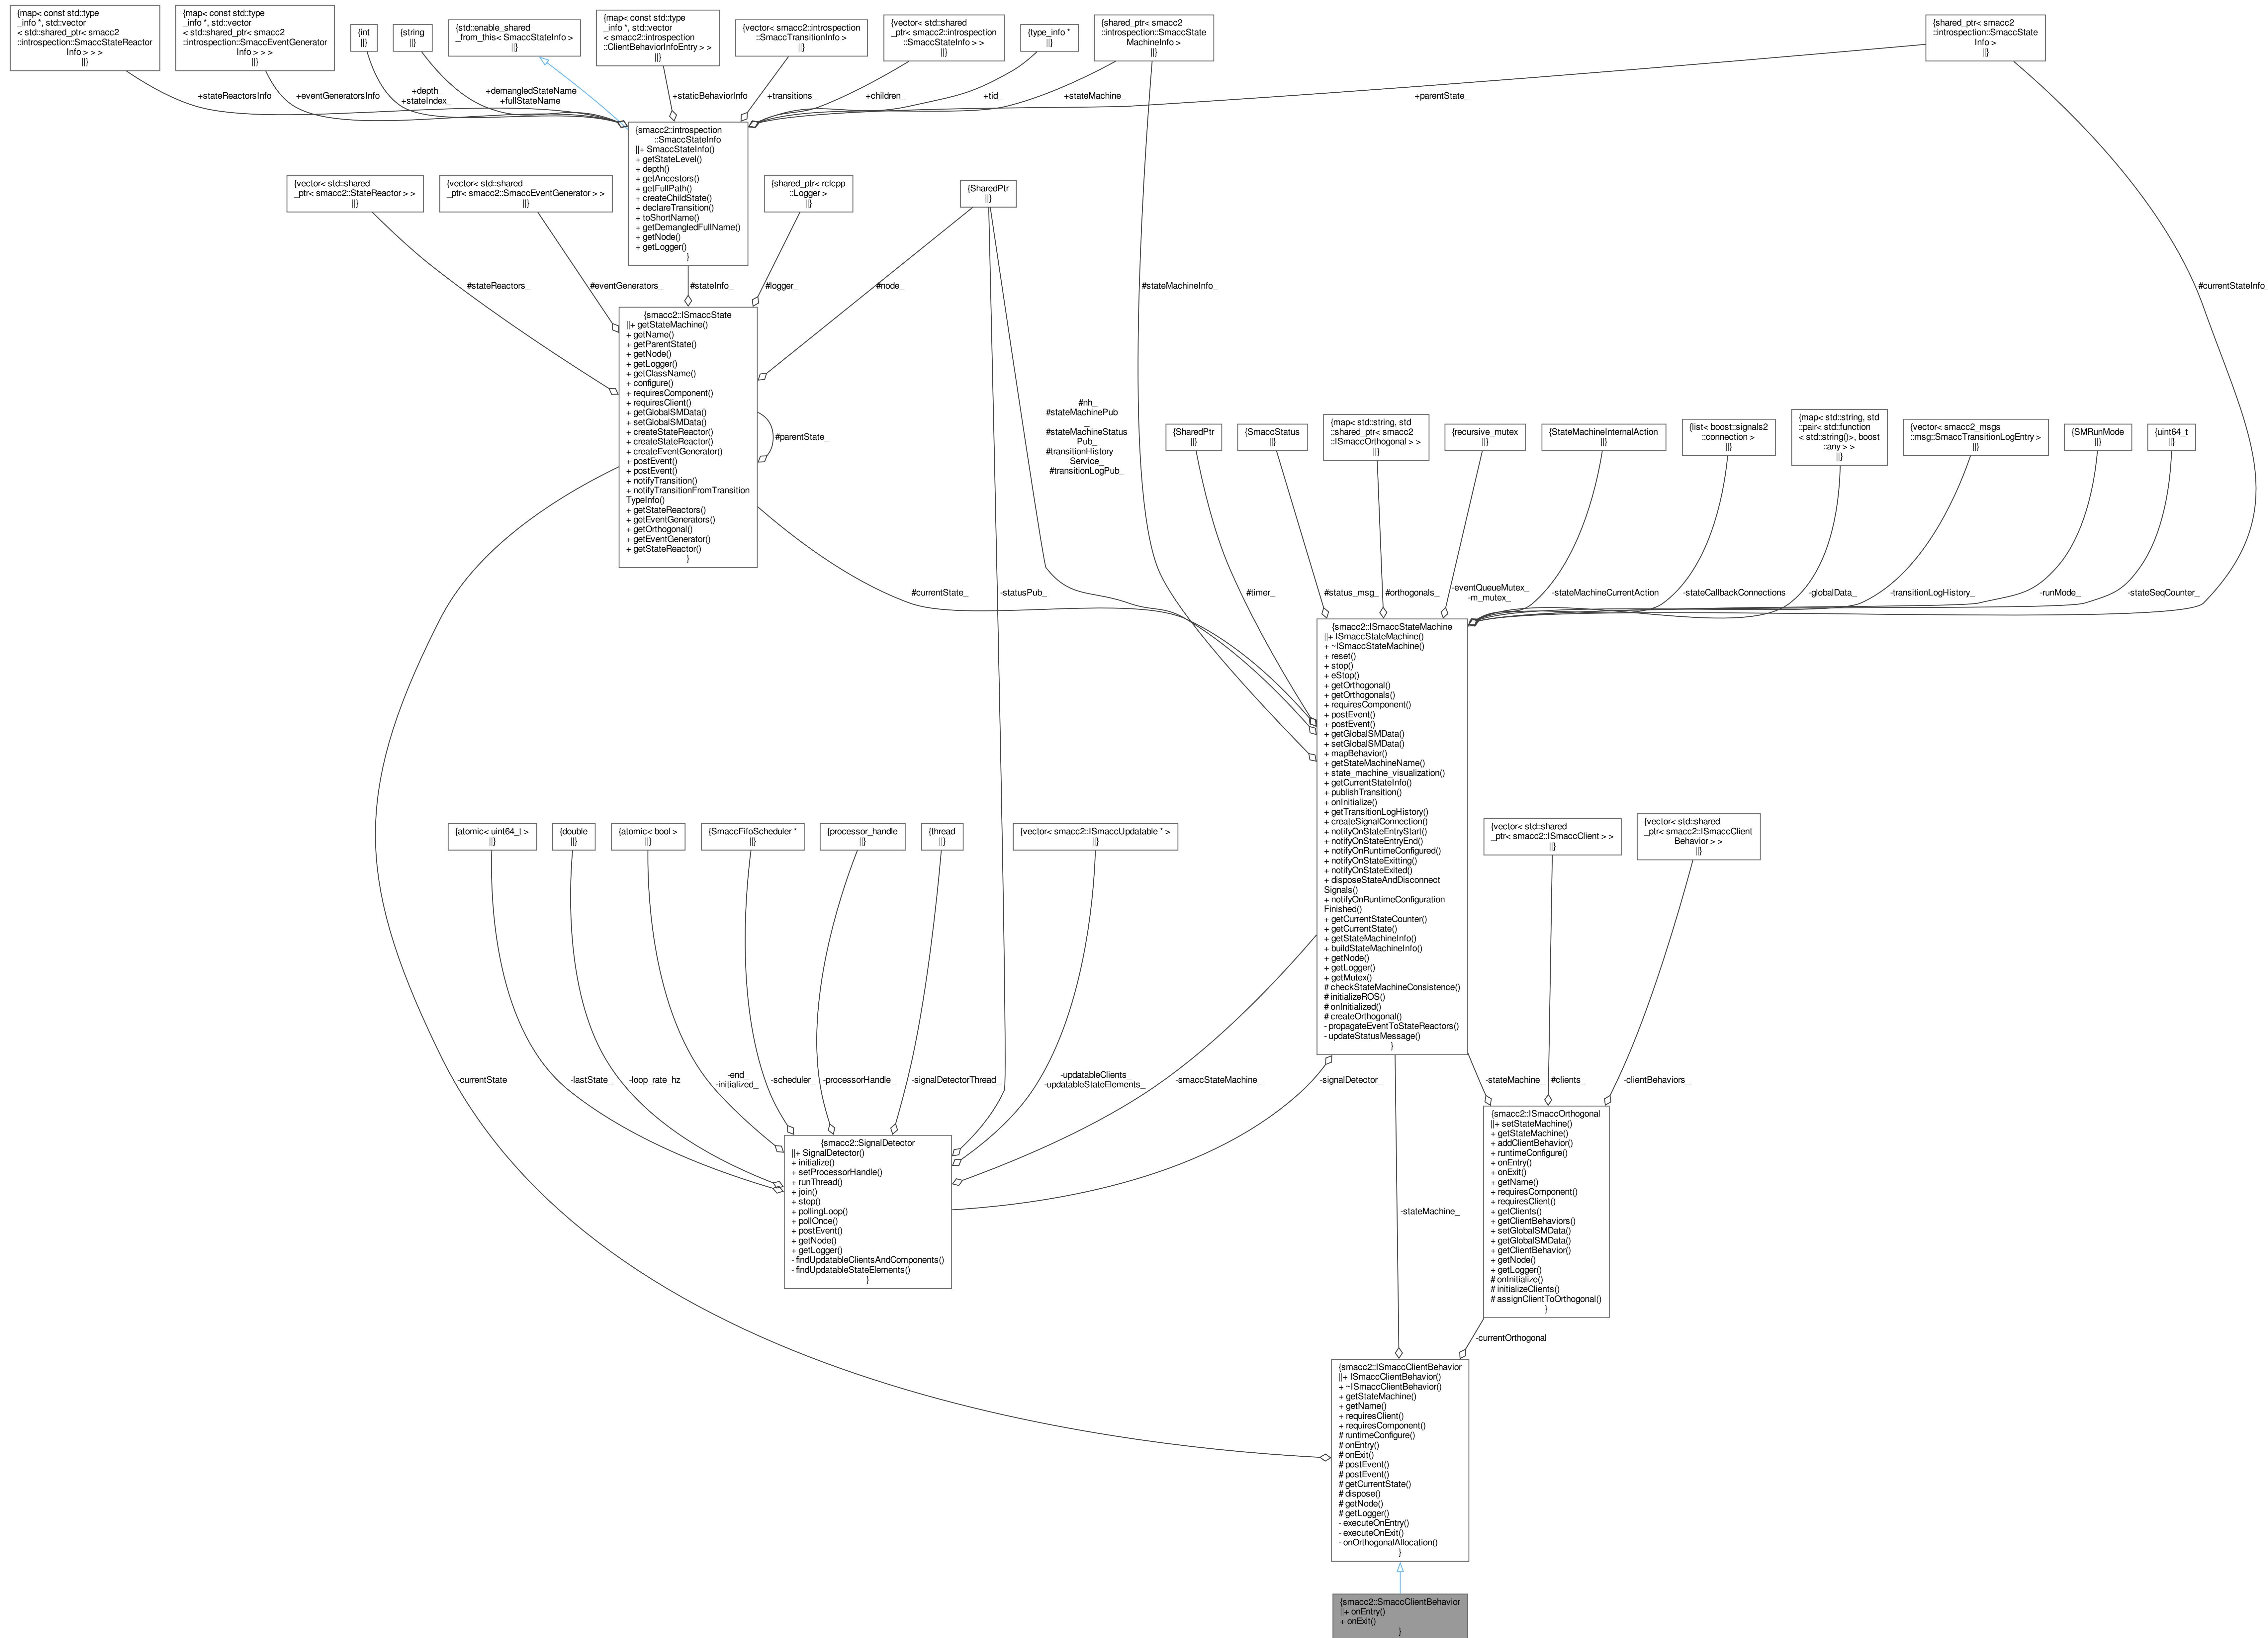 {map< const std::type
_info *, std::vector
< std::shared_ptr< smacc2
::introspection::SmaccStateReactor
Info > > >
||}
{map< const std::type
_info *, std::vector
< std::shared_ptr< smacc2
::introspection::SmaccEventGenerator
Info > > >
||}
{int
||}
{string
||}
{std::enable_shared
_from_this< SmaccStateInfo >
||}
{map< const std::type
_info *, std::vector
< smacc2::introspection
::ClientBehaviorInfoEntry > >
||}
{vector< smacc2::introspection
::SmaccTransitionInfo >
||}
{vector< std::shared
_ptr< smacc2::introspection
::SmaccStateInfo > >
||}
{type_info *
||}
{shared_ptr< smacc2
::introspection::SmaccState
MachineInfo >
||}
{shared_ptr< smacc2
::introspection::SmaccState
Info >
||}
+stateReactorsInfo
+eventGeneratorsInfo
+depth_
+stateIndex_
+demangledStateName
+fullStateName
+staticBehaviorInfo
+transitions_
+children_
+tid_
+stateMachine_
+parentState_
{smacc2::introspection
::SmaccStateInfo
||+ SmaccStateInfo()
+ getStateLevel()
+ depth()
+ getAncestors()
+ getFullPath()
+ createChildState()
+ declareTransition()
+ toShortName()
+ getDemangledFullName()
+ getNode()
+ getLogger()
}
{vector< std::shared
_ptr< smacc2::StateReactor > >
||}
{vector< std::shared
_ptr< smacc2::SmaccEventGenerator > >
||}
{shared_ptr< rclcpp
::Logger >
||}
{SharedPtr
||}
#stateReactors_
#eventGenerators_
#stateInfo_
#logger_
#node_
#stateMachineInfo_
#currentStateInfo_
{smacc2::ISmaccState
||+ getStateMachine()
+ getName()
+ getParentState()
+ getNode()
+ getLogger()
+ getClassName()
+ configure()
+ requiresComponent()
+ requiresClient()
+ getGlobalSMData()
+ setGlobalSMData()
+ createStateReactor()
+ createStateReactor()
+ createEventGenerator()
+ postEvent()
+ postEvent()
+ notifyTransition()
+ notifyTransitionFromTransition
TypeInfo()
+ getStateReactors()
+ getEventGenerators()
+ getOrthogonal()
+ getEventGenerator()
+ getStateReactor()
}
#parentState_
#nh_
#stateMachinePub
_
#stateMachineStatus
Pub_
#transitionHistory
Service_
#transitionLogPub_
{SharedPtr
||}
{SmaccStatus
||}
{map< std::string, std
::shared_ptr< smacc2
::ISmaccOrthogonal > >
||}
{recursive_mutex
||}
{StateMachineInternalAction
||}
{list< boost::signals2
::connection >
||}
{map< std::string, std
::pair< std::function
< std::string()>, boost
::any > >
||}
{vector< smacc2_msgs
::msg::SmaccTransitionLogEntry >
||}
{SMRunMode
||}
{uint64_t
||}
#currentState_
-statusPub_
#timer_
#status_msg_
#orthogonals_
-eventQueueMutex_
-m_mutex_
-stateMachineCurrentAction
-stateCallbackConnections
-globalData_
-transitionLogHistory_
-runMode_
-stateSeqCounter_
{smacc2::ISmaccStateMachine
||+ ISmaccStateMachine()
+ ~ISmaccStateMachine()
+ reset()
+ stop()
+ eStop()
+ getOrthogonal()
+ getOrthogonals()
+ requiresComponent()
+ postEvent()
+ postEvent()
+ getGlobalSMData()
+ setGlobalSMData()
+ mapBehavior()
+ getStateMachineName()
+ state_machine_visualization()
+ getCurrentStateInfo()
+ publishTransition()
+ onInitialize()
+ getTransitionLogHistory()
+ createSignalConnection()
+ notifyOnStateEntryStart()
+ notifyOnStateEntryEnd()
+ notifyOnRuntimeConfigured()
+ notifyOnStateExitting()
+ notifyOnStateExited()
+ disposeStateAndDisconnect
Signals()
+ notifyOnRuntimeConfiguration
Finished()
+ getCurrentStateCounter()
+ getCurrentState()
+ getStateMachineInfo()
+ buildStateMachineInfo()
+ getNode()
+ getLogger()
+ getMutex()
# checkStateMachineConsistence()
# initializeROS()
# onInitialized()
# createOrthogonal()
- propagateEventToStateReactors()
- updateStatusMessage()
}
{atomic< uint64_t >
||}
{double
||}
{atomic< bool >
||}
{SmaccFifoScheduler *
||}
{processor_handle
||}
{thread
||}
{vector< smacc2::ISmaccUpdatable * >
||}
{vector< std::shared
_ptr< smacc2::ISmaccClient > >
||}
{vector< std::shared
_ptr< smacc2::ISmaccClient
Behavior > >
||}
-currentState
-lastState_
-loop_rate_hz
-end_
-initialized_
-scheduler_
-processorHandle_
-signalDetectorThread_
-updatableClients_
-updatableStateElements_
-smaccStateMachine_
-signalDetector_
-stateMachine_
#clients_
-clientBehaviors_
{smacc2::SignalDetector
||+ SignalDetector()
+ initialize()
+ setProcessorHandle()
+ runThread()
+ join()
+ stop()
+ pollingLoop()
+ pollOnce()
+ postEvent()
+ getNode()
+ getLogger()
- findUpdatableClientsAndComponents()
- findUpdatableStateElements()
}
{smacc2::ISmaccOrthogonal
||+ setStateMachine()
+ getStateMachine()
+ addClientBehavior()
+ runtimeConfigure()
+ onEntry()
+ onExit()
+ getName()
+ requiresComponent()
+ requiresClient()
+ getClients()
+ getClientBehaviors()
+ setGlobalSMData()
+ getGlobalSMData()
+ getClientBehavior()
+ getNode()
+ getLogger()
# onInitialize()
# initializeClients()
# assignClientToOrthogonal()
}
-stateMachine_
-currentOrthogonal
{smacc2::ISmaccClientBehavior
||+ ISmaccClientBehavior()
+ ~ISmaccClientBehavior()
+ getStateMachine()
+ getName()
+ requiresClient()
+ requiresComponent()
# runtimeConfigure()
# onEntry()
# onExit()
# postEvent()
# postEvent()
# getCurrentState()
# dispose()
# getNode()
# getLogger()
- executeOnEntry()
- executeOnExit()
- onOrthogonalAllocation()
}
{smacc2::SmaccClientBehavior
||+ onEntry()
+ onExit()
}